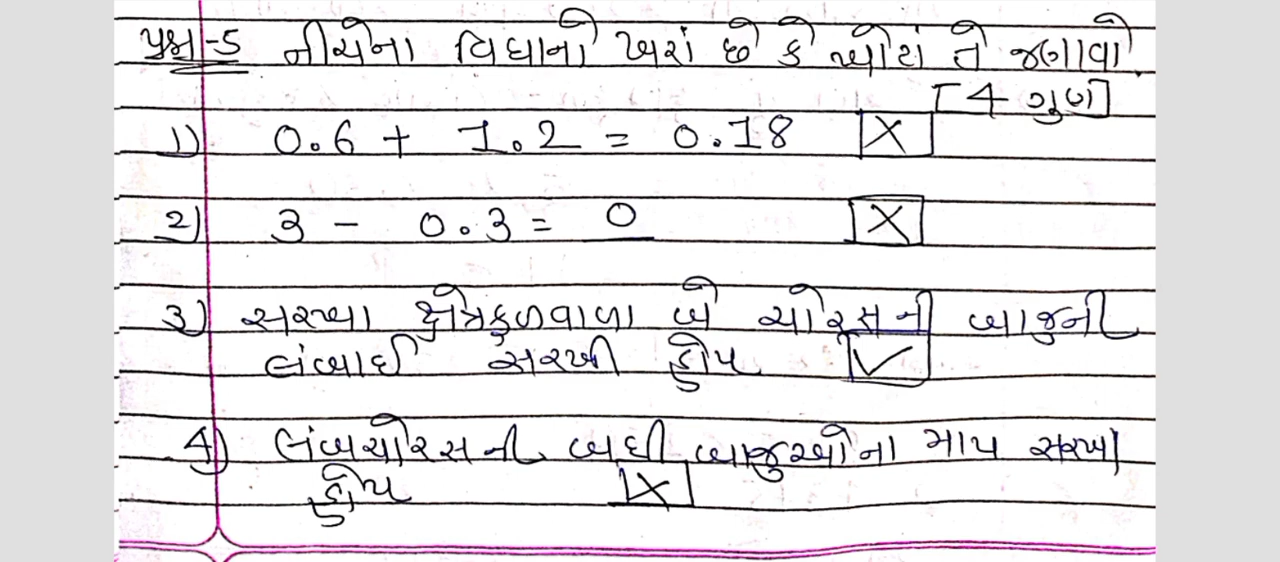 પ્રશ્ન-5 નીચેના વિધાનો ખરાં છે કે ખોટાં તે જણાવો.
[4 ગુણ]
1) 0.6 + 1.2 = 0.18 [X]
2) 3 - 0.3 = 0 [X]
3) સરખા ક્ષેત્રફળવાળા બે ચોરસની બાજુની
લંબાઈ સરખી હોય [✓]
4) લંબચોરસની બધી બાજુઓના માપ સરખા
હોય [X]